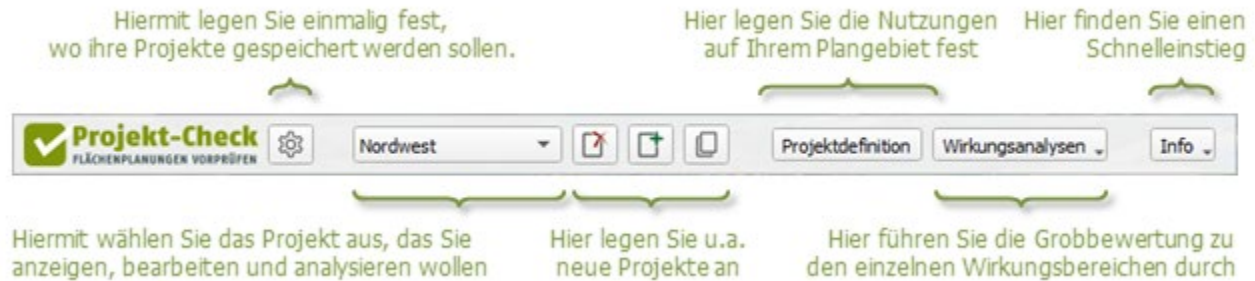 Hiermit legen Sie einmalig fest,
wo ihre Projekte gespeichert werden sollen.
Hier legen Sie die Nutzungen
auf Ihrem Plangebiet fest
Hier finden Sie einen
Schnelleinstieg
Projekt-Check
FLÄCHENPLANUNGEN VORPRÜFEN
Nordwest
Projektdefinition
Wirkungsanalysen
Info
Hiermit wählen Sie das Projekt aus, das Sie
anzeigen, bearbeiten und analysieren wollen
Hier legen Sie u.a.
neue Projekte an
Hier führen Sie die Grobbewertung zu
den einzelnen Wirkungsbereichen durch